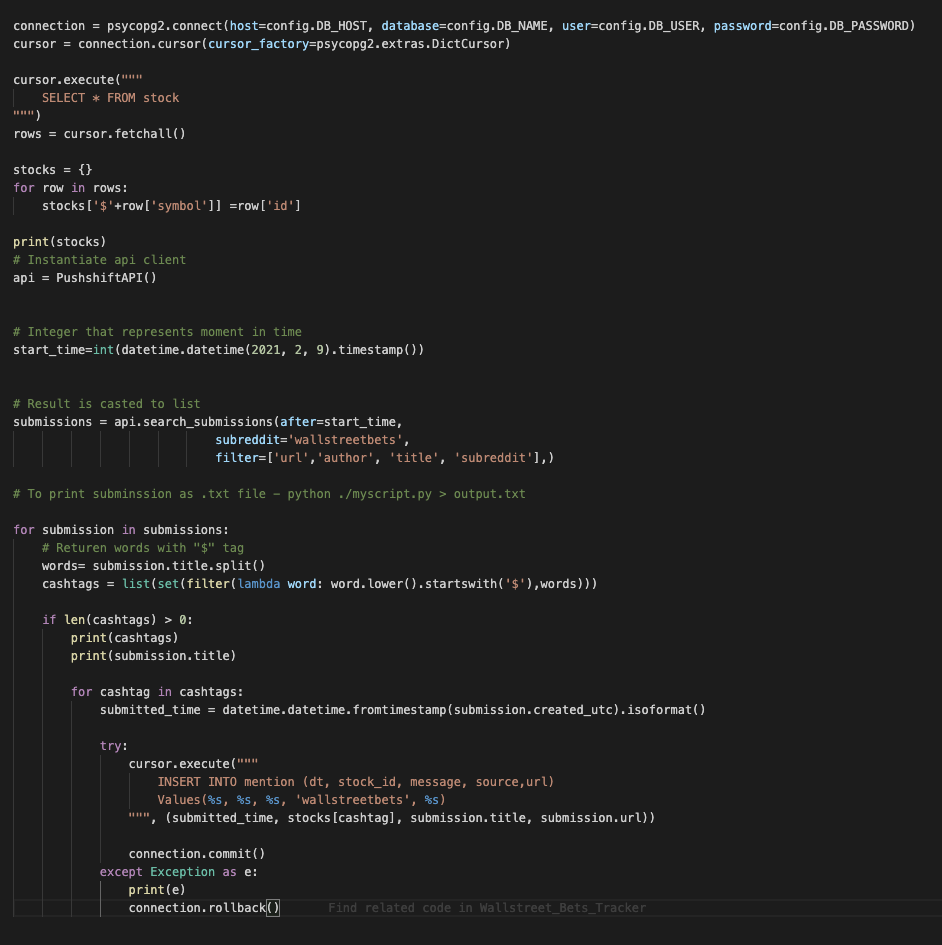 connection = psycopg2.connect(host=config.DB_HOST, database=config.DB_NAME, user=config.DB_USER, password=config.DB_PASSWORD)
cursor = connection.cursor(cursor_factory=psycopg2.extras.DictCursor)
cursor.execute("""
SELECT * FROM stock
""")
rows = cursor.fetchall()
stocks = {}
for row in rows:
stocks['$'+row['symbol']] =row['id']
print(stocks)
# Instantiate api client
api = PushshiftAPI()
# Integer that represents moment in time
start_time=int(datetime.datetime(2021, 2, 9).timestamp())
# Result is casted to list
submissions = api.search_submissions(after=start_time,
subreddit='wallstreetbets',
filter=['url','author', 'title', 'subreddit'],)
# To print subminssion as .txt file - python ./myscript.py > output.txt
for submission in submissions:
# Returen words with "$" tag
words= submission.title.split()
cashtags = list(set(filter(lambda word: word.lower().startswith('$'),words)))
if len(cashtags) > 0:
print(cashtags)
print(submission.title)
for cashtag in cashtags:
submitted_time = datetime.datetime.fromtimestamp(submission.created_utc).isoformat()
try:
cursor.execute("""
INSERT INTO mention (dt, stock_id, message, source,url)
Values(%s, %s, %s, 'wallstreetbets', %s)
""", (submitted_time, stocks[cashtag], submission.title, submission.url))
connection.commit()
except Exception as e:
print(e)
connection.rollback() Find related code in Wallstreet_Bets_Tracker